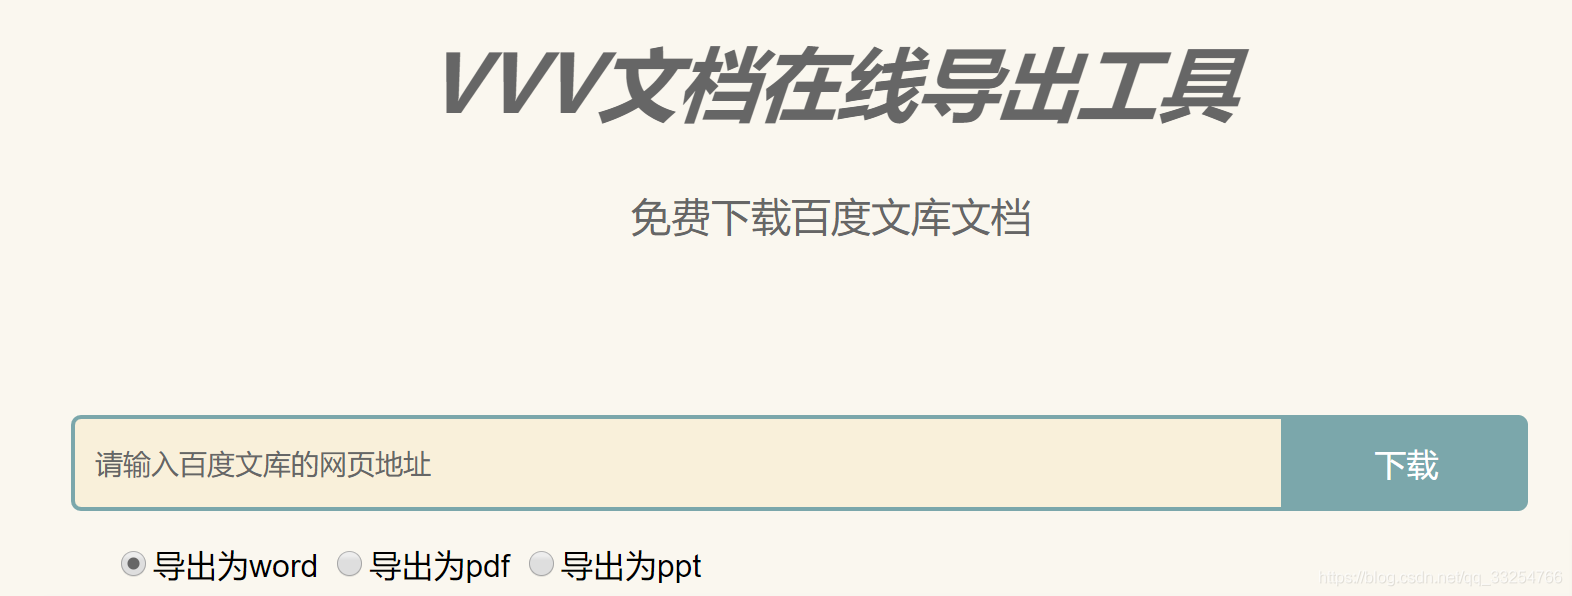 VVV文档在线导出工具
免费下载百度文库文档
请输入百度文库的网页地址 下载
导出为word 导出为pdf 导出为ppt
https://blog.csdn.net/qq_33254766